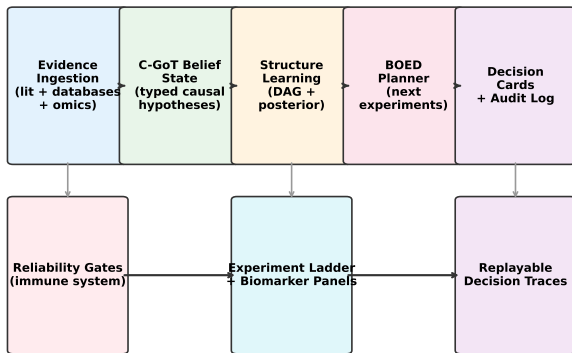 Evidence
Ingestion
(lit + databases
+ omics)
C-GoT Belief
State
(typed causal
hypotheses)
Structure
Learning
(DAG +
posterior)
BOED
Planner
(next
experiments)
Decision
Cards
+ Audit Log
Reliability Gates
(immune system)
Experiment Ladder
+ Biomarker Panels
Replayable
Decision Traces